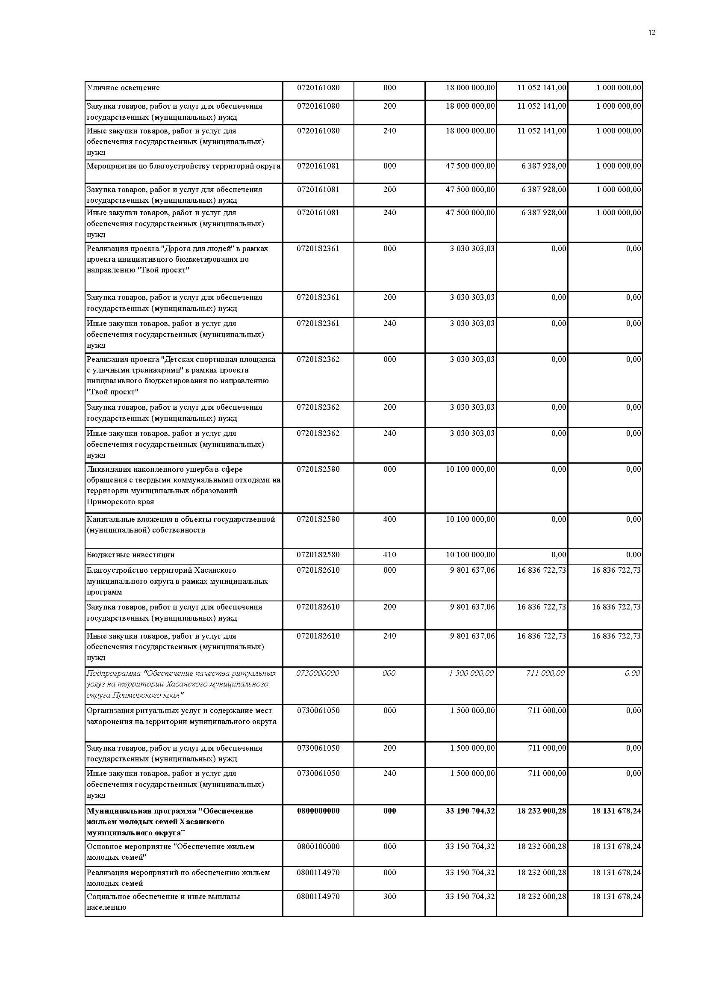 12
Уличное освещение 0720161080 000 18 000 000,00 11 052 141,00 1 000 000,00
Закупка товаров, работ и услуг для обеспечения 0720161080 200 18 000 000,00 11 052 141,00 1 000 000,00
государственных (муниципальных) нужд
Иные закупки товаров, работ и услуг для 0720161080 240 18 000 000,00 11 052 141,00 1 000 000,00
обеспечения государственных (муниципальных)
нужд
Мероприятия по благоустройству территорий округа 0720161081 000 47 500 000,00 6 387 928,00 1 000 000,00
Закупка товаров, работ и услуг для обеспечения 0720161081 200 47 500 000,00 6 387 928,00 1 000 000,00
государственных (муниципальных) нужд
Иные закупки товаров, работ и услуг для 0720161081 240 47 500 000,00 6 387 928,00 1 000 000,00
обеспечения государственных (муниципальных)
нужд
Реализация проекта "Дорога для людей" в рамках 07201S2361 000 3 030 303,03 0,00 0,00
проекта инициативного бюджетирования по
направлению "Твой проект"
Закупка товаров, работ и услуг для обеспечения 07201S2361 200 3 030 303,03 0,00 0,00
государственных (муниципальных) нужд
Иные закупки товаров, работ и услуг для 07201S2361 240 3 030 303,03 0,00 0,00
обеспечения государственных (муниципальных)
нужд
Реализация проекта "Детская спортивная площадка 07201S2362 000 3 030 303,03 0,00 0,00
с уличными тренажерами" в рамках проекта
инициативного бюджетирования по направлению
"Твой проект"
Закупка товаров, работ и услуг для обеспечения 07201S2362 200 3 030 303,03 0,00 0,00
государственных (муниципальных) нужд
Иные закупки товаров, работ и услуг для 07201S2362 240 3 030 303,03 0,00 0,00
обеспечения государственных (муниципальных)
нужд
Ликвидация накопленного ущерба в сфере 07201S2580 000 10 100 000,00 0,00 0,00
обращения с твердыми коммунальными отходами на
территории муниципальных образований
Приморского края
Капитальные вложения в объекты государственной 07201S2580 400 10 100 000,00 0,00 0,00
(муниципальной) собственности
Бюджетные инвестиции 07201S2580 410 10 100 000,00 0,00 0,00
Благоустройство территорий Хасанского 07201S2610 000 9 801 637,06 16 836 722,73 16 836 722,73
муниципального округа в рамках муниципальных
программ
Закупка товаров, работ и услуг для обеспечения 07201S2610 200 9 801 637,06 16 836 722,73 16 836 722,73
государственных (муниципальных) нужд
Иные закупки товаров, работ и услуг для 07201S2610 240 9 801 637,06 16 836 722,73 16 836 722,73
обеспечения государственных (муниципальных)
нужд
Подпрограмма "Обеспечение качества ритуальных 0730000000 000 1 500 000,00 711 000,00 0,00
услуг на территории Хасанского муниципального
округа Приморского края"
Организация ритуальных услуг и содержание мест 0730061050 000 1 500 000,00 711 000,00 0,00
захоронения на территории муниципального округа
Закупка товаров, работ и услуг для обеспечения 0730061050 200 1 500 000,00 711 000,00 0,00
государственных (муниципальных) нужд
Иные закупки товаров, работ и услуг для 0730061050 240 1 500 000,00 711 000,00 0,00
обеспечения государственных (муниципальных)
нужд
Муниципальная программа "Обеспечение 0800000000 000 33 190 704,32 18 232 000,28 18 131 678,24
жильем молодых семей Хасанского
муниципального округа"
Основное мероприятие "Обеспечение жильем 0800100000 000 33 190 704,32 18 232 000,28 18 131 678,24
молодых семей"
Реализация мероприятий по обеспечению жильем 08001L4970 000 33 190 704,32 18 232 000,28 18 131 678,24
молодых семей
Социальное обеспечение и иные выплаты 08001L4970 300 33 190 704,32 18 232 000,28 18 131 678,24
населению